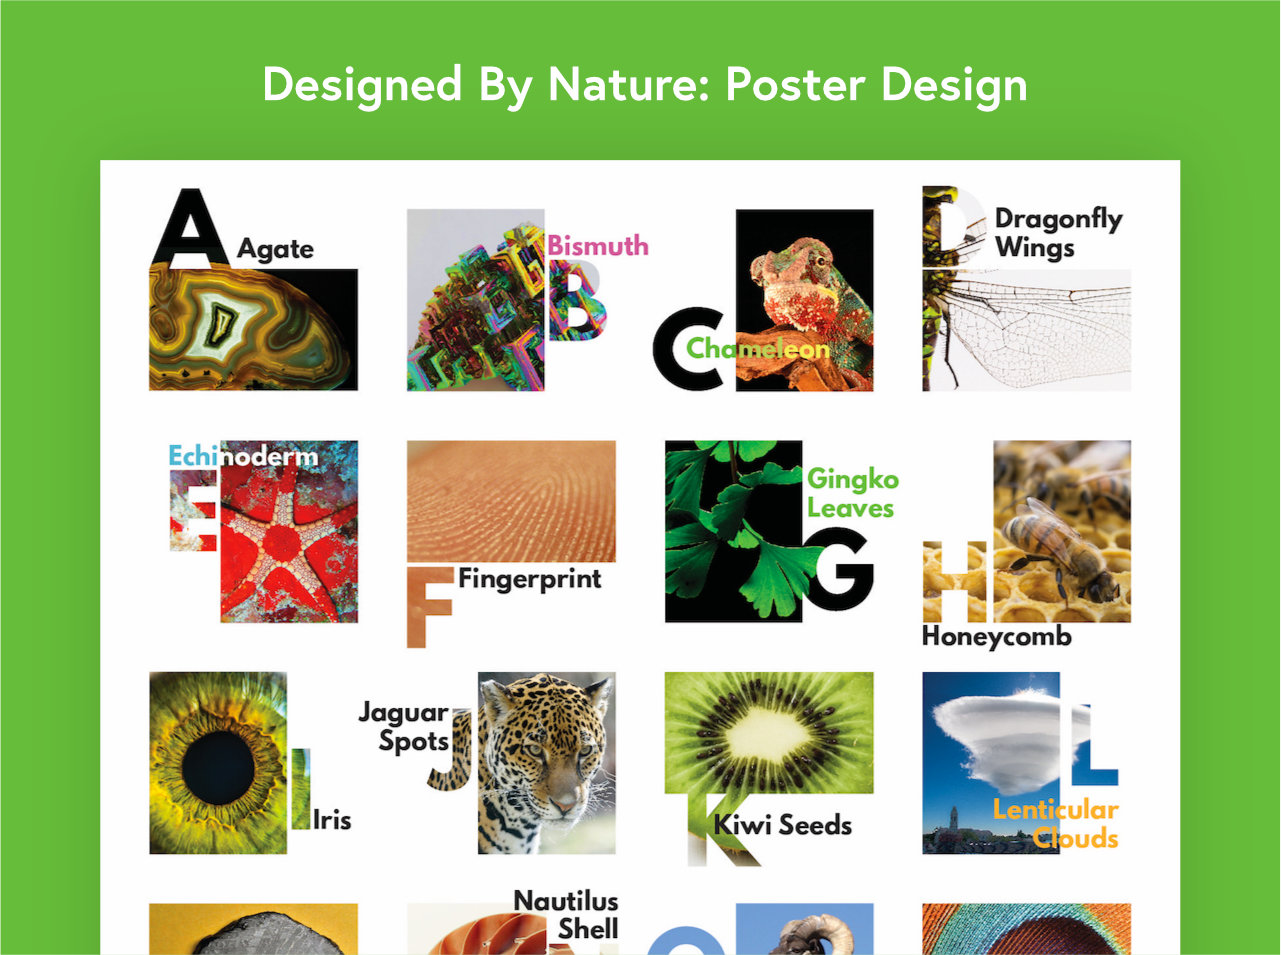 Designed By Nature: Poster Design
A
Agate
Bismuth
B
C
Chameleon
D
Dragonfly
Wings
Echinoderm
E
Fingerprint
F
Gingko
Leaves
G
H
Honeycomb
I
Iris
Jaguar
Spots
J
K
Kiwi Seeds
L
Lenticular
Clouds
Nautilus
Shell